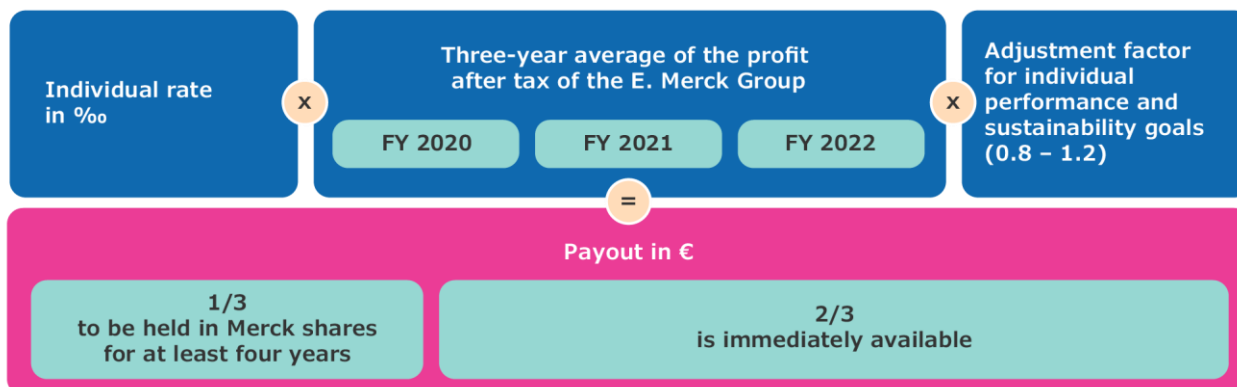 Individual rate
in ‰
x
Three-year average of the profit
after tax of the E. Merck Group
FY 2020
FY 2021
FY 2022
x
Adjustment factor
for individual
performance and
sustainability goals
(0.8 – 1.2)
=
Payout in €
1/3
to be held in Merck shares
for at least four years
2/3
is immediately available